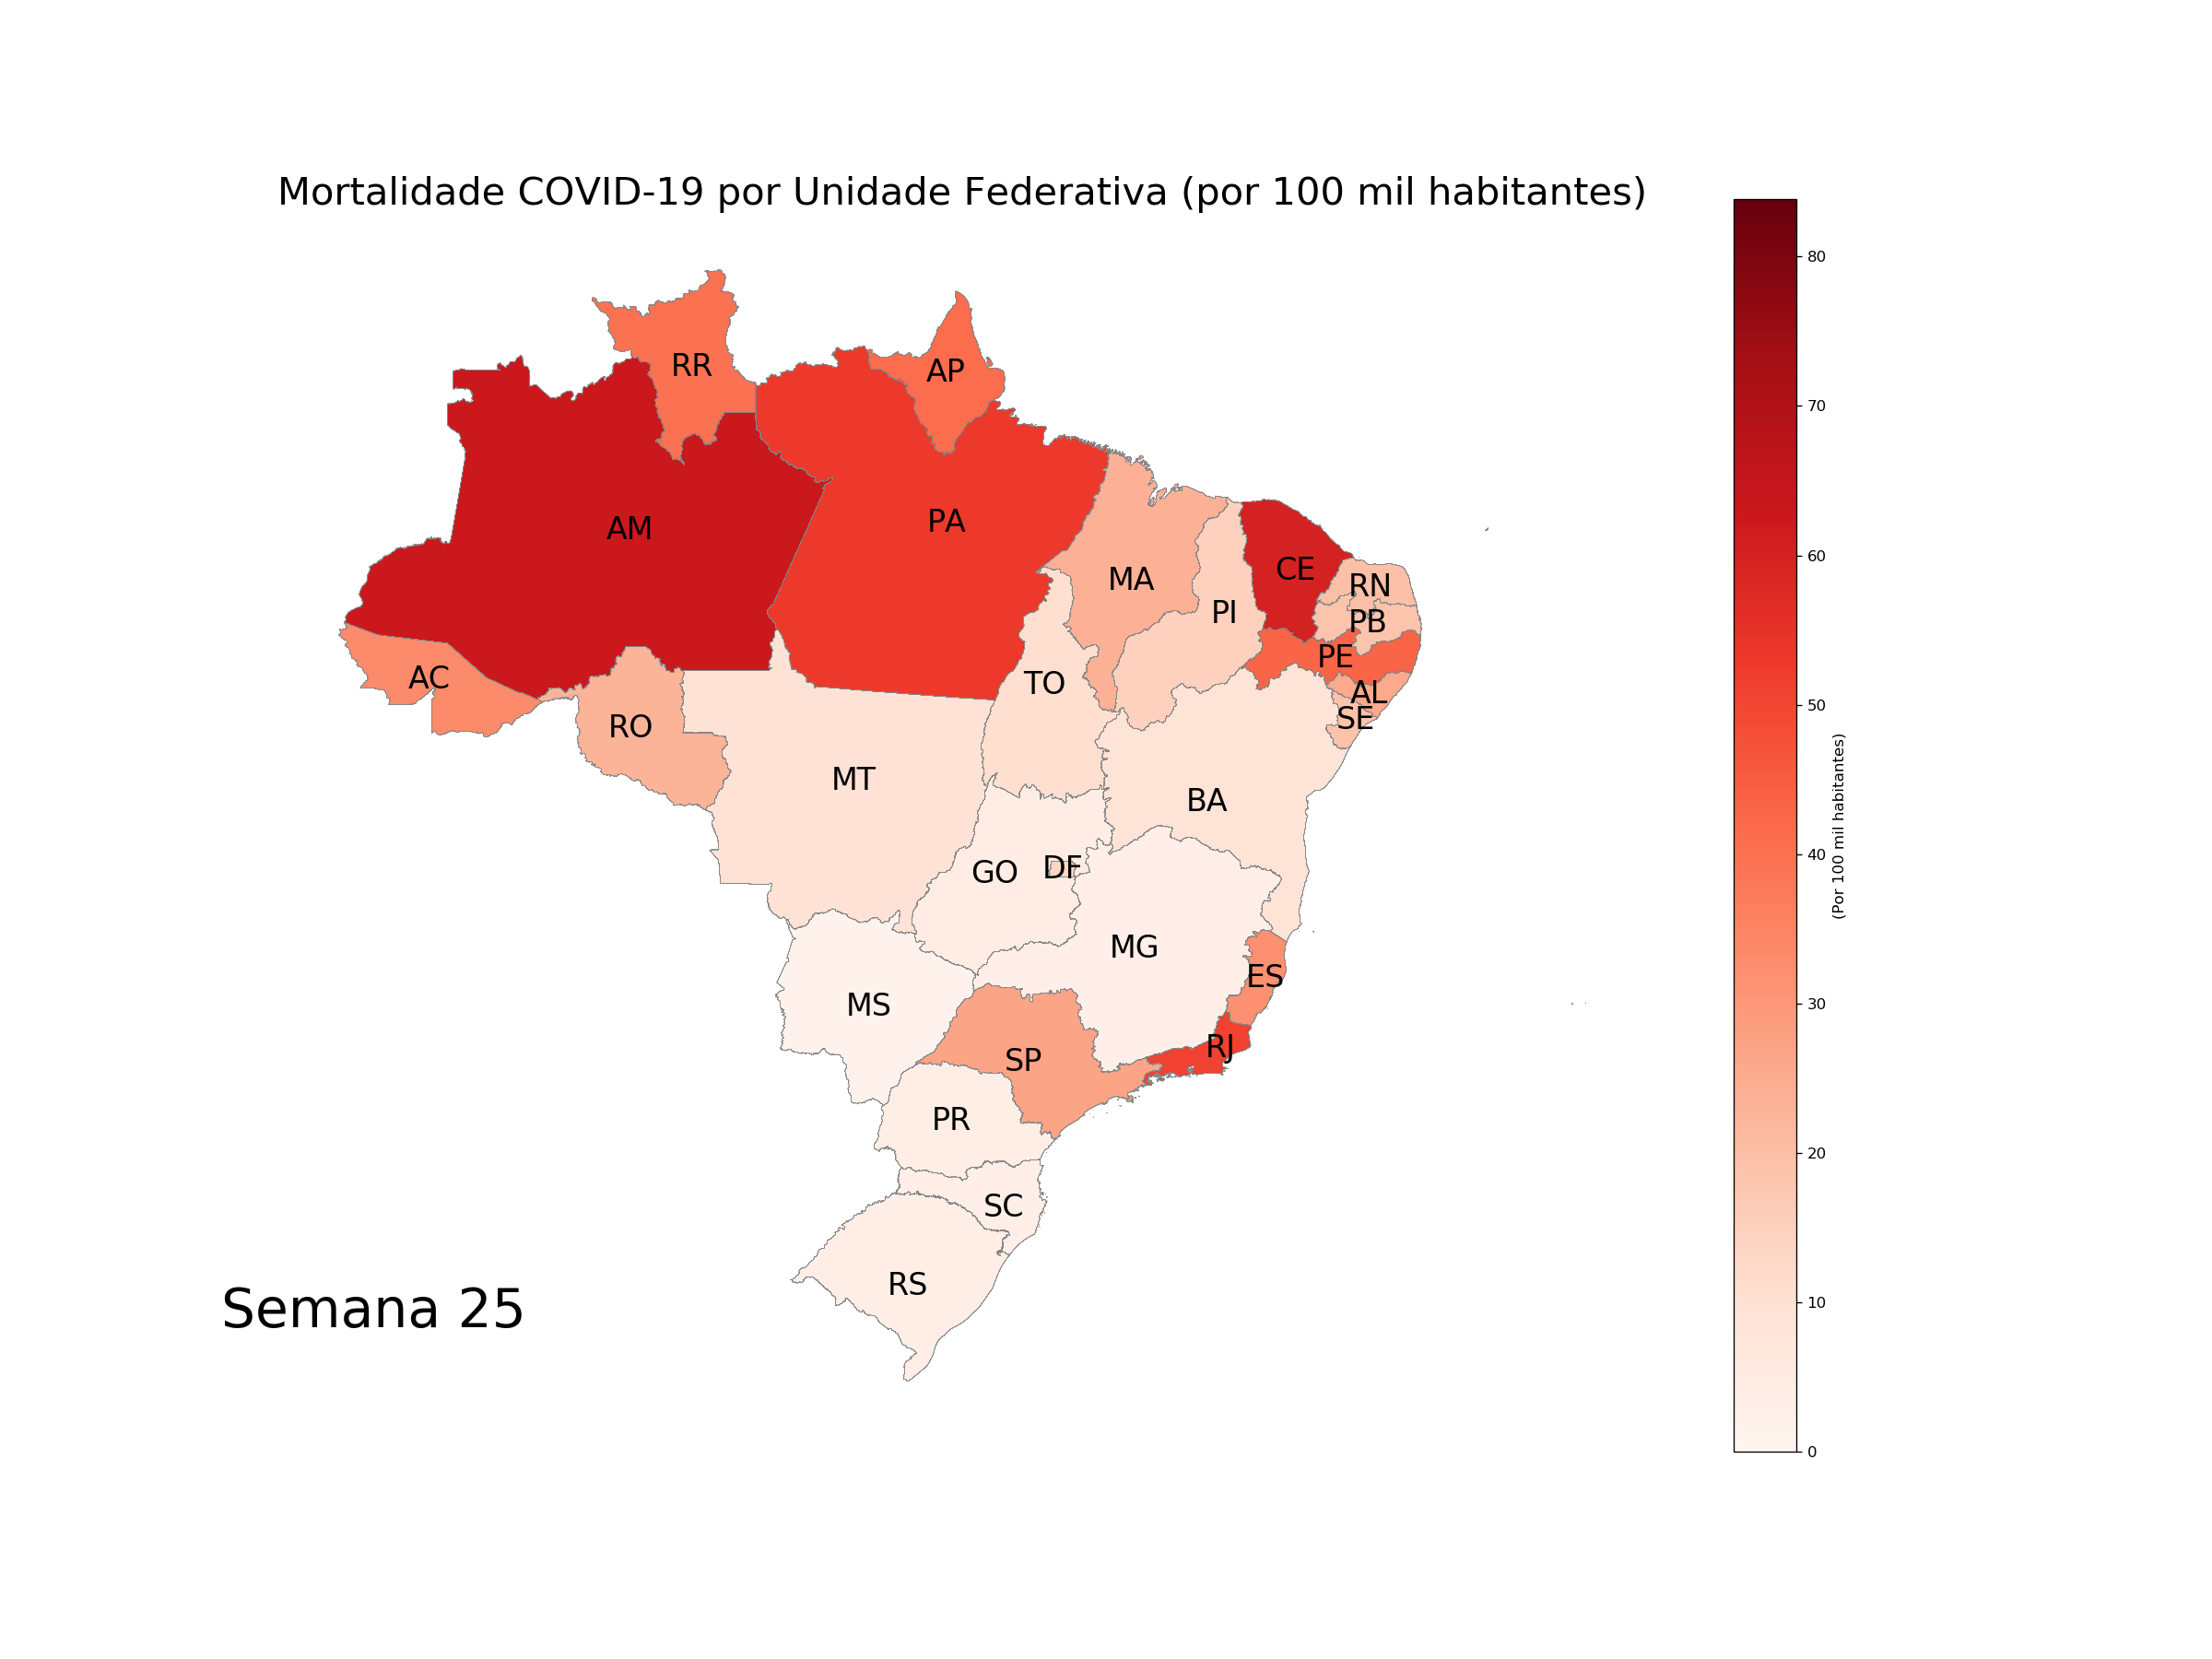 Mortalidade COVID-19 por Unidade Federativa (por 100 mil habitantes)
80
70
60
50
40
30
20
10
0
(Por 100 mil habitantes)
RR
AP
AM
PA
CE
MA
RN
PI
PB
PE
AC
TO
AL
SE
RO
MT
BA
GO
DF
MG
ES
MS
RJ
SP
PR
SC
RS
Semana 25